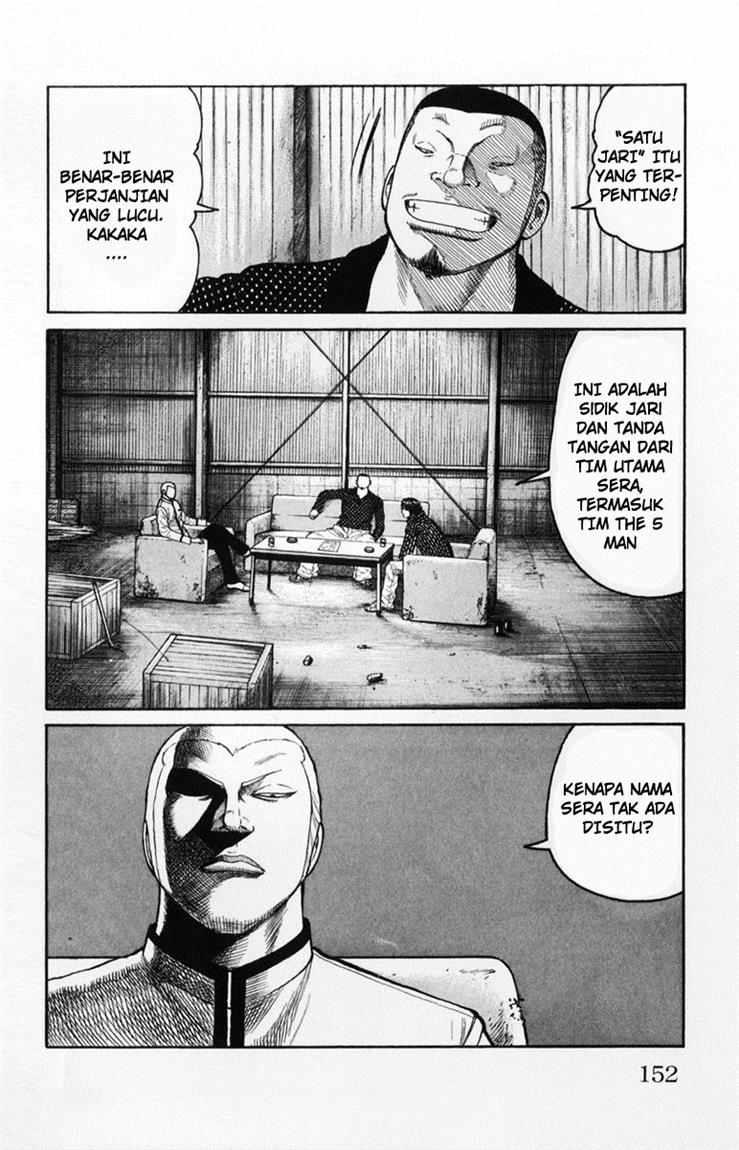 "SATU
JARI" ITU
YANG TER-
PENTING!
INI
BENAR-BENAR
PERJANJIAN
YANG LUCU.
KAKAKA
....
INI ADALAH
SIDIK JARI
DAN TANDA
TANGAN DARI
TIM UTAMA
SERA,
TERMASUK
TIM THE 5
MAN
KENAPA NAMA
SERA TAK ADA
DISITU?
152